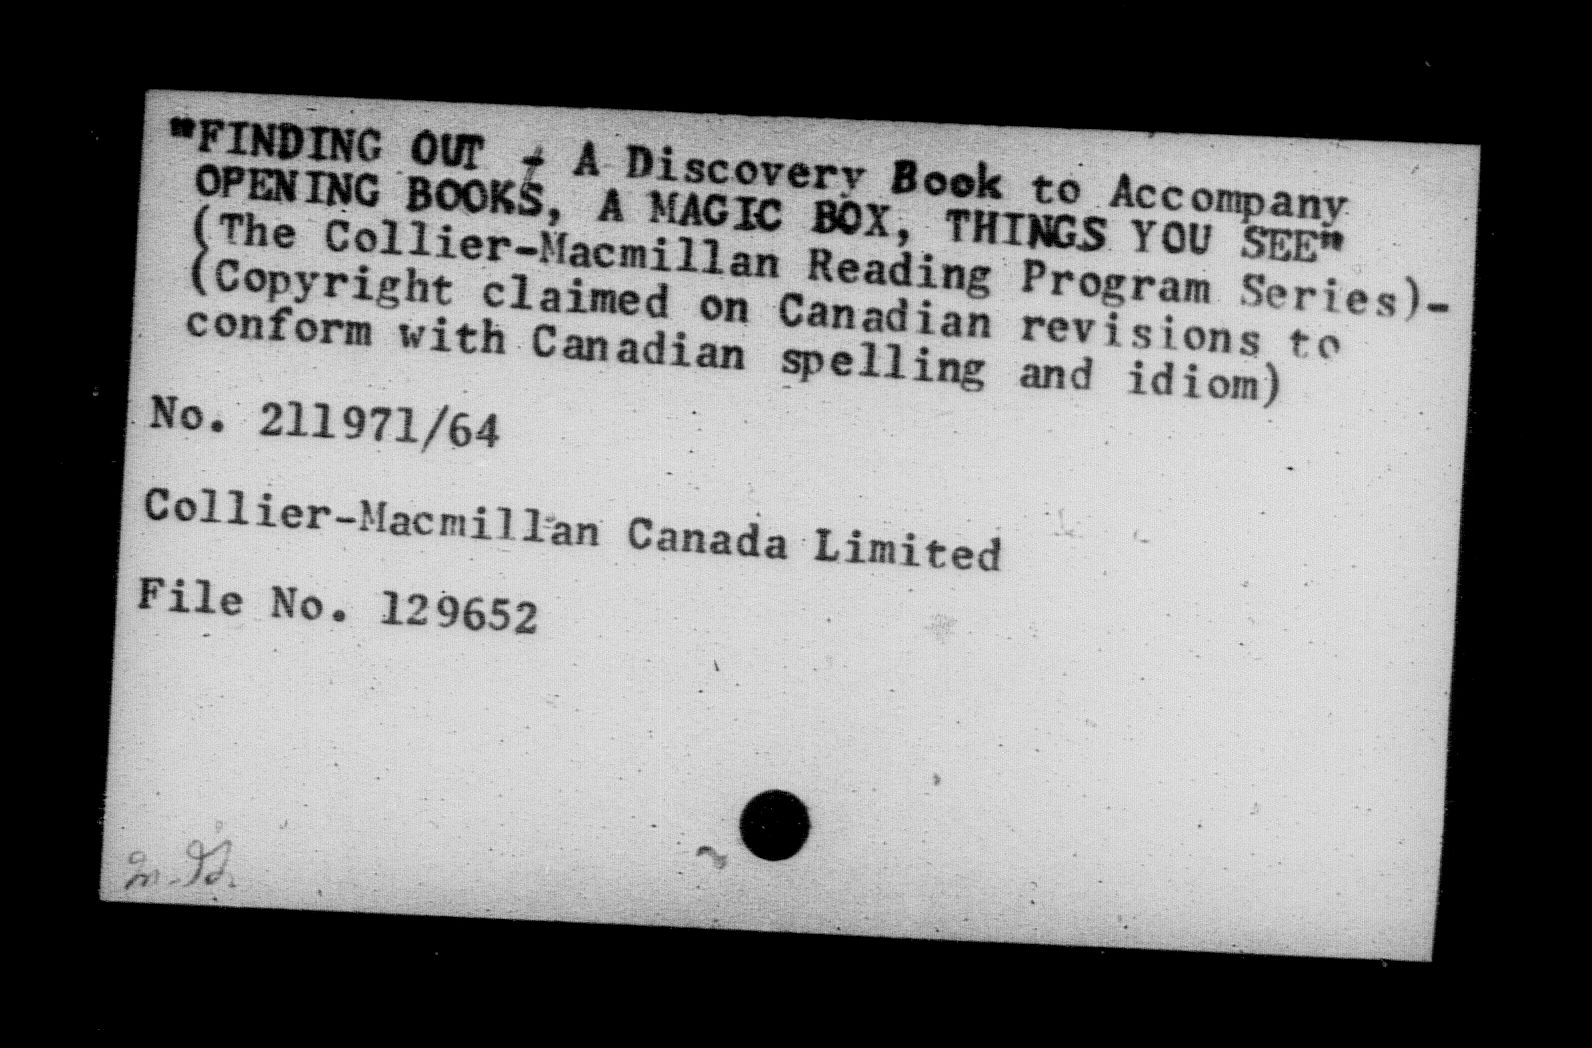 "FINDING OUT - A Discovery Book to Accompany
OPENING BOOKS, A MAGIC BOX, THINGS YOU SEE"
(The Collier-Macmillan Reading Program Series)-
(Copyright claimed on Canadian revisions to
conform with Canadian spelling and idiom)
No. 211971/64
Collier-Macmillan Canada Limited
File No. 129652